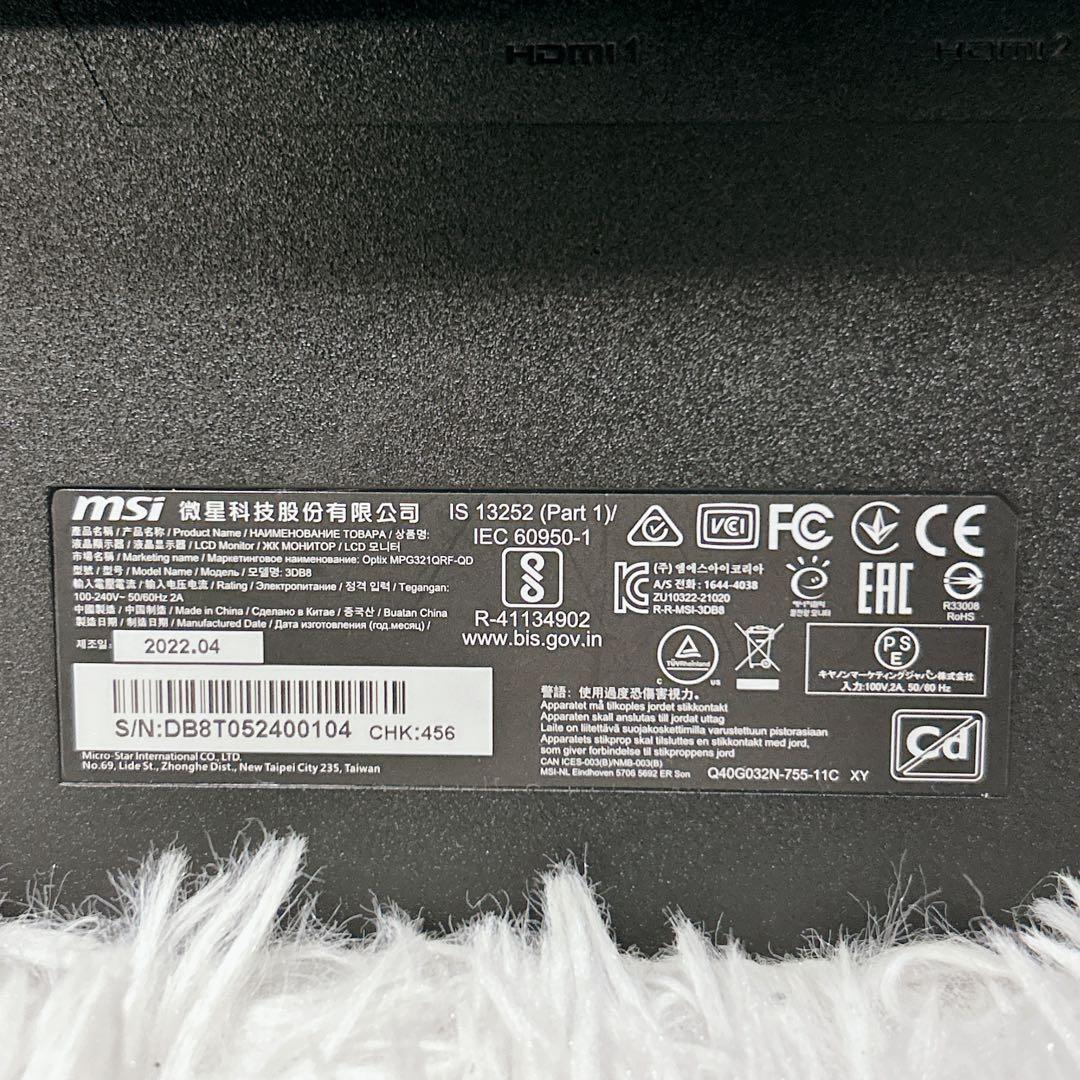 HDMI 1
HDMI 2
msi 微星科技股份有限公司
產品名稱 / 产品名称 / Product Name / НАИМЕНОВАНИЕ ТОВАРА / 상품명:
液晶顯示器 / 液晶显示器 / LCD Monitor / ЖК МОНИТОР / LCD 모니터
市場名稱 / Marketing name / Маркетинговое наименование: Optix MPG321QRF-QD
型號 / 型号 / Model Name / Модель / 모델명: 3DB8
輸入電壓電流 / 输入电压电流 / Rating / Электропитание / 정격 입력 / Tegangan:
100-240V~ 50/60Hz 2A
中國製造 / 中国制造 / Made in China / Сделано в Китае / 중국산 / Buatan China
製造日期 / 制造日期 / Manufactured Date / Дата изготовления (год.месяц) /
제조일: 2022.04
S/N:DB8T052400104 CHK:456
Micro-Star International CO., LTD.
No.69, Lide St., Zhonghe Dist., New Taipei City 235, Taiwan
IS 13252 (Part 1)/
IEC 60950-1
R-41134902
www.bis.gov.in
VCI
FC
CE
(주)엠에스아이코리아
A/S 전화 : 1644-4038
ZU10322-21020
R-R-MSI-3DB8
에너지절약
EAC
R33008
RoHS
TÜVRheinland
C US
PSE
キヤノンマーケティングジャパン株式会社
入力:100V,2A, 50/60 Hz
警語: 使用過度恐傷害視力。
Apparatet må tilkoples jordet stikkontakt
Apparaten skall anslutas till jordat uttag
Laite on liitettävä suojakoskettimilla varustettuun pistorasiaan
Apparatets stikprop skal tilsluttes en stikkontakt med jord,
som giver forbindelse til stikproppens jord
CAN ICES-003(B)/NMB-003(B)
MSI-NL Eindhoven 5706 5692 ER Son
Q40G032N-755-11C XY
Cd